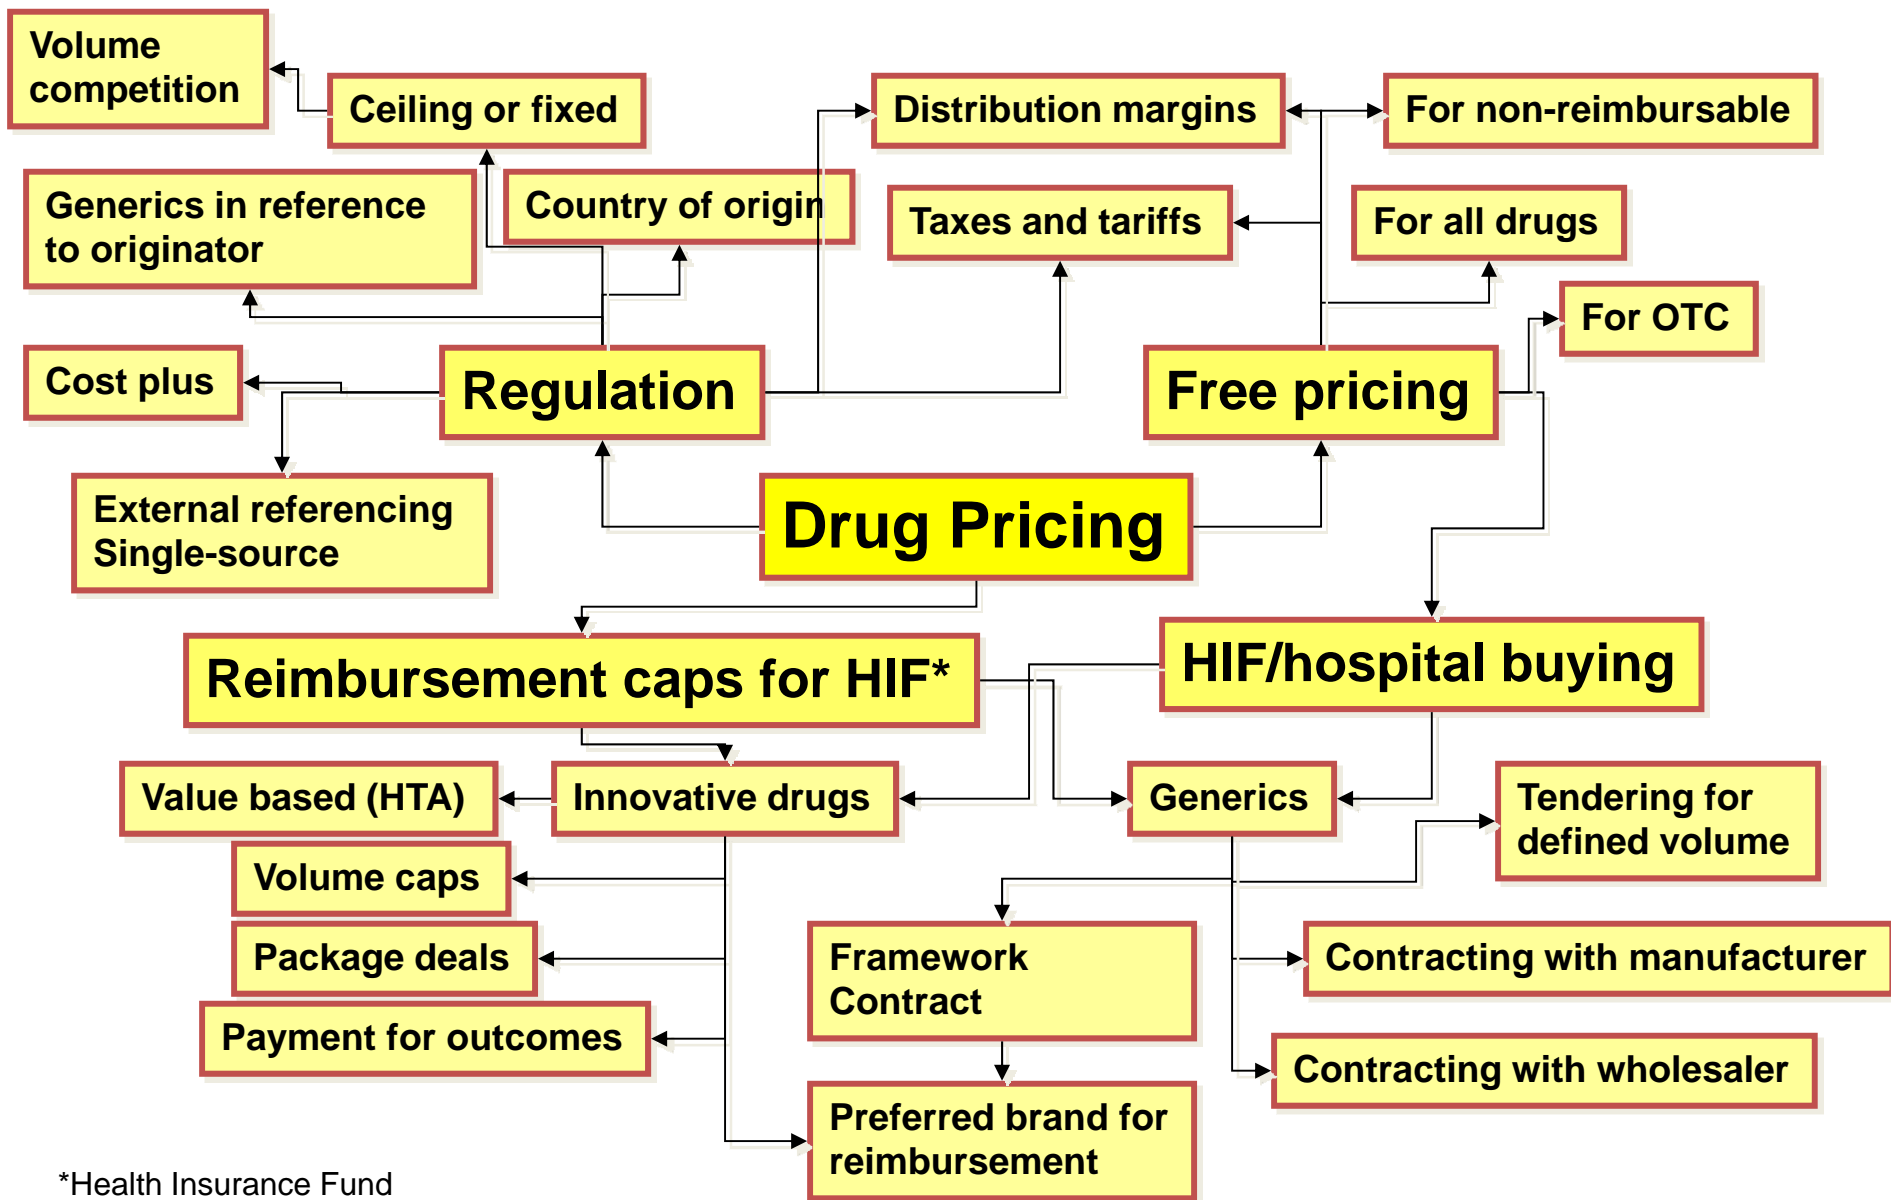 Volume
competition
Ceiling or fixed
Distribution margins
For non-reimbursable
Generics in reference
to originator
Country of origin
Taxes and tariffs
For all drugs
For OTC
Cost plus
Regulation
Free pricing
External referencing
Single-source
Drug Pricing
Reimbursement caps for HIF*
HIF/hospital buying
Value based (HTA)
Innovative drugs
Generics
Tendering for
defined volume
Volume caps
Package deals
Framework
Contract
Contracting with manufacturer
Payment for outcomes
Contracting with wholesaler
Preferred brand for
reimbursement
*Health Insurance Fund